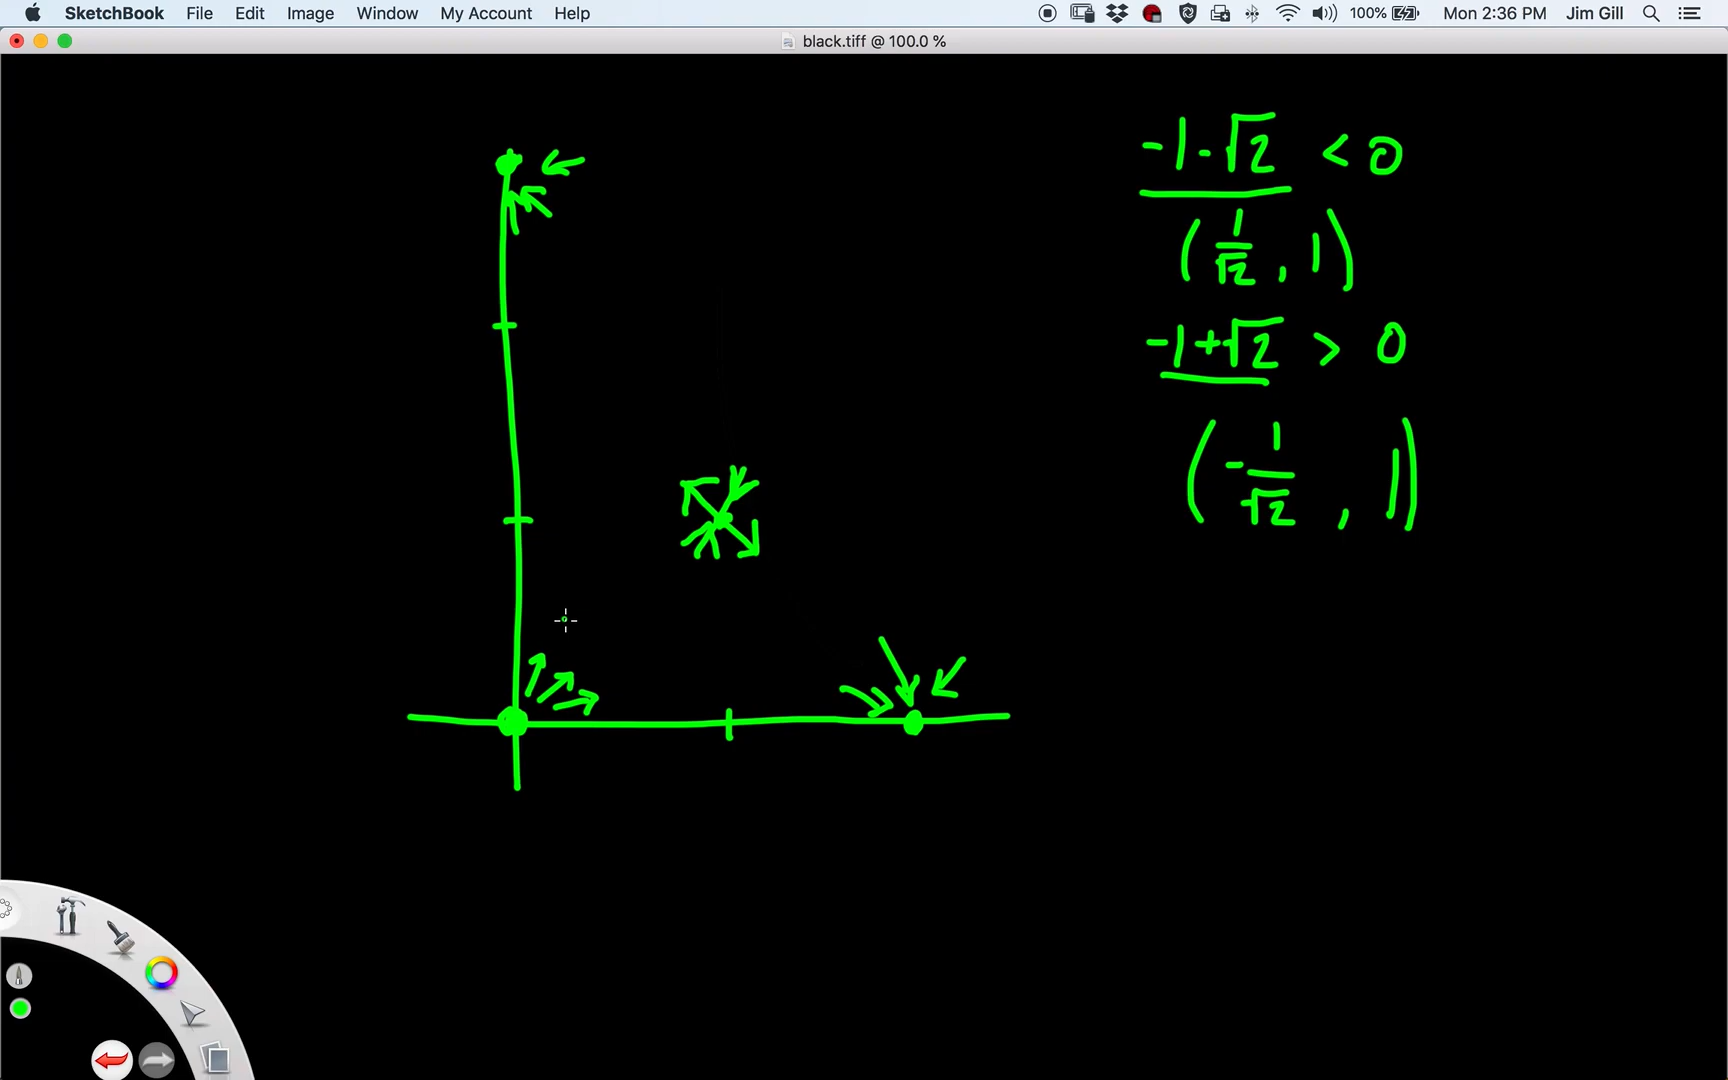 SketchBook File Edit Image Window My Account Help 100% Mon 2:36 PM Jim Gill
black.tiff @ 100.0 %
-1-√2 < 0
(1/√2, 1)
-1+√2 > 0
(-1/√2, 1)